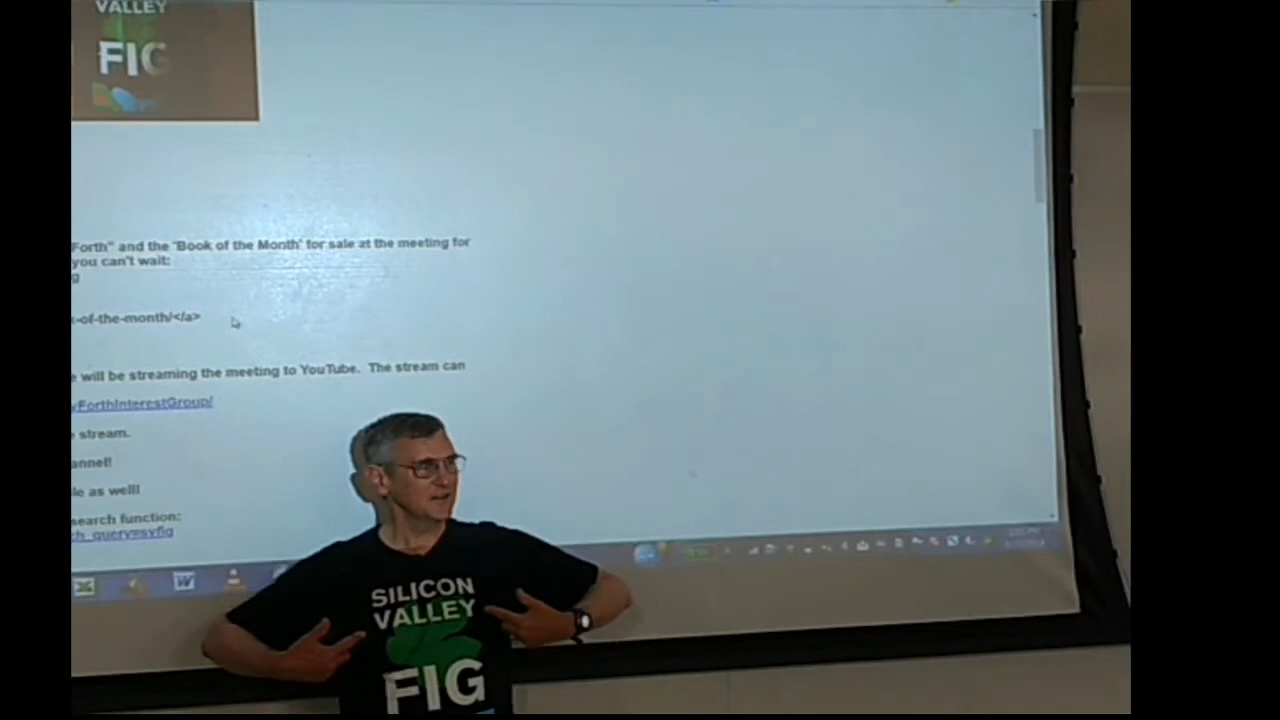 VALLEY
FIG
Forth" and the 'Book of the Month' for sale at the meeting for
you can't wait:
g
-of-the-month/</a>
e will be streaming the meeting to YouTube. The stream can
yForthInterestGroup/
e stream.
annel!
le as well!
search function:
ch_query=svfig
W
SILICON
VALLEY
FIG